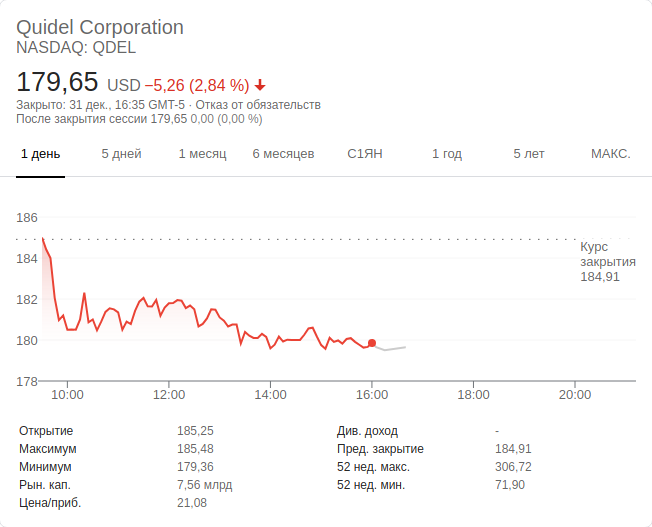 Quidel Corporation
NASDAQ: QDEL
179,65 USD −5,26 (2,84 %)
Закрыто: 31 дек., 16:35 GMT-5 · Отказ от обязательств
После закрытия сессии 179,65 0,00 (0,00 %)
1 день 5 дней 1 месяц 6 месяцев С1ЯН 1 год 5 лет МАКС.
186
Курс
закрытия
184,91
184
182
180
178
10:00 12:00 14:00 16:00 18:00 20:00
Открытие 185,25 Див. доход -
Максимум 185,48 Пред. закрытие 184,91
Минимум 179,36 52 нед. макс. 306,72
Рын. кап. 7,56 млрд 52 нед. мин. 71,90
Цена/приб. 21,08